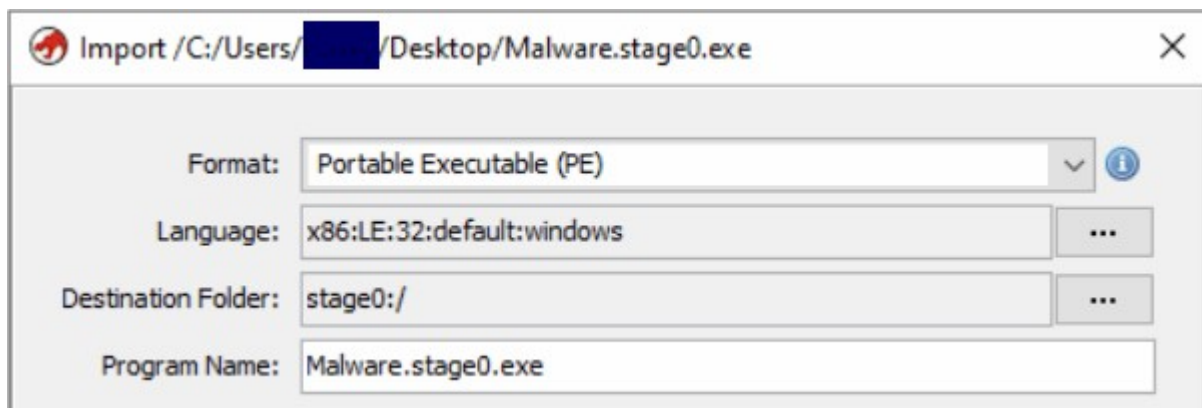 Import /C:/Users/ /Desktop/Malware.stage0.exe
Format: Portable Executable (PE)
Language: x86:LE:32:default:windows ...
Destination Folder: stage0:/ ...
Program Name: Malware.stage0.exe